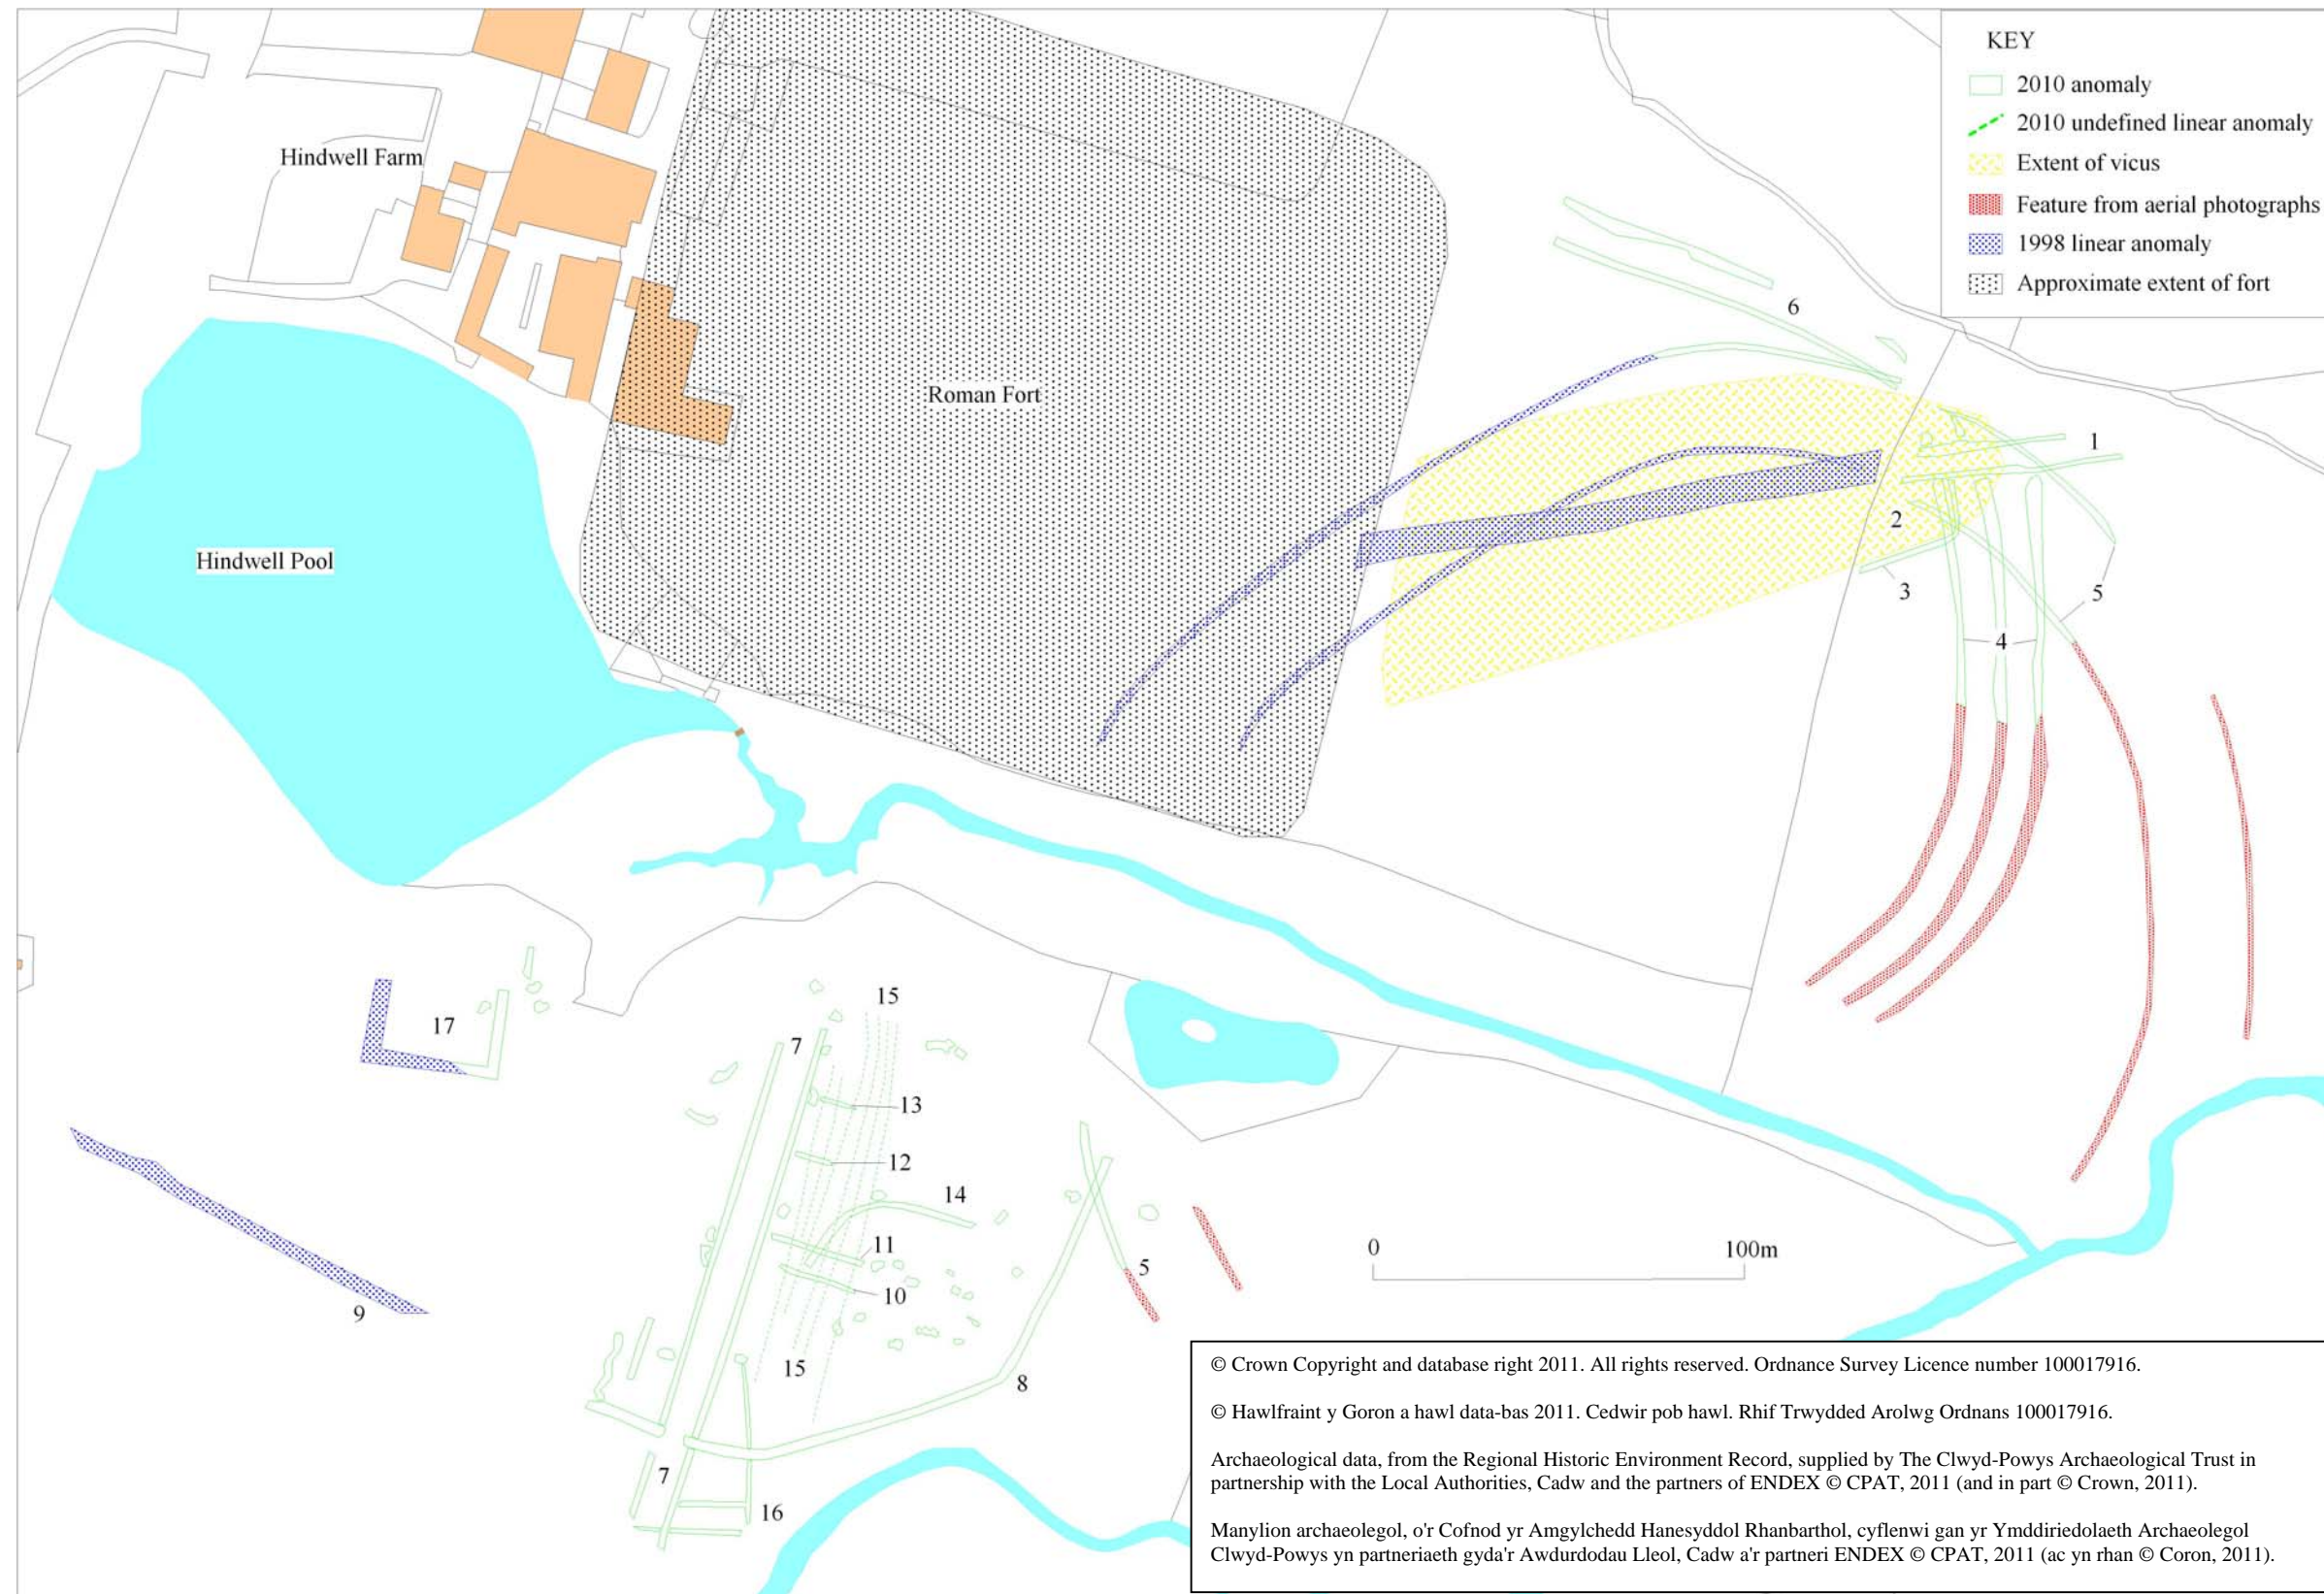 KEY
2010 anomaly
2010 undefined linear anomaly
Extent of vicus
Feature from aerial photographs
1998 linear anomaly
Approximate extent of fort
Hindwell Farm
6
Roman Fort
1
2
Hindwell Pool
3
5
4
15
17
7
13
12
14
11
0
100m
5
10
9
15
8
7
16
© Crown Copyright and database right 2011. All rights reserved. Ordnance Survey Licence number 100017916.
© Hawlfraint y Goron a hawl data-bas 2011. Cedwir pob hawl. Rhif Trwydded Arolwg Ordnans 100017916.
Archaeological data, from the Regional Historic Environment Record, supplied by The Clwyd-Powys Archaeological Trust in
partnership with the Local Authorities, Cadw and the partners of ENDEX © CPAT, 2011 (and in part © Crown, 2011).
Manylion archaeolegol, o'r Cofnod yr Amgylchedd Hanesyddol Rhanbarthol, cyflenwi gan yr Ymddiriedolaeth Archaeolegol
Clwyd-Powys yn partneriaeth gyda'r Awdurdodau Lleol, Cadw a'r partneri ENDEX © CPAT, 2011 (ac yn rhan © Coron, 2011).